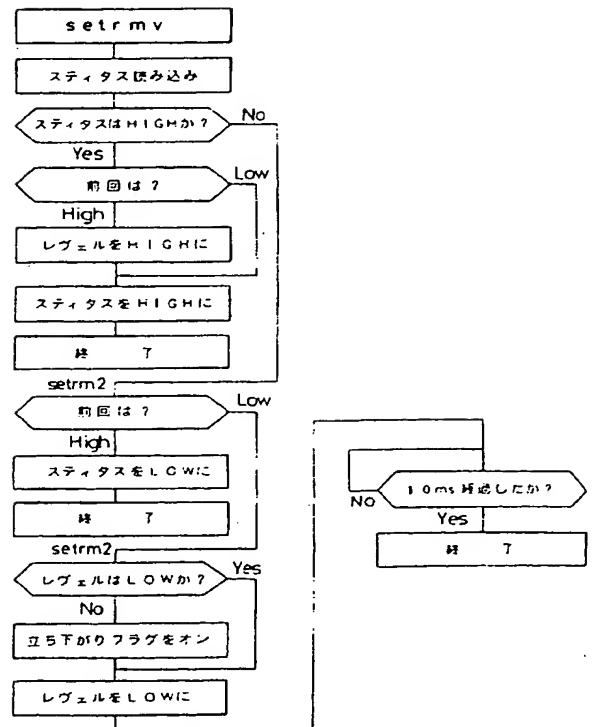 setrmv
スティタス読み込み
スティタスはHIGHか？
No
Yes
前回は？
Low
High
レヴェルをHIGHに
スティタスをHIGHに
終 了
setrm2
前回は？
Low
High
スティタスをLOWに
終 了
setrm2
レヴェルはLOWか？
Yes
No
立ち下がりフラグをオン
レヴェルをLOWに
10ms経過したか？
No
Yes
終 了